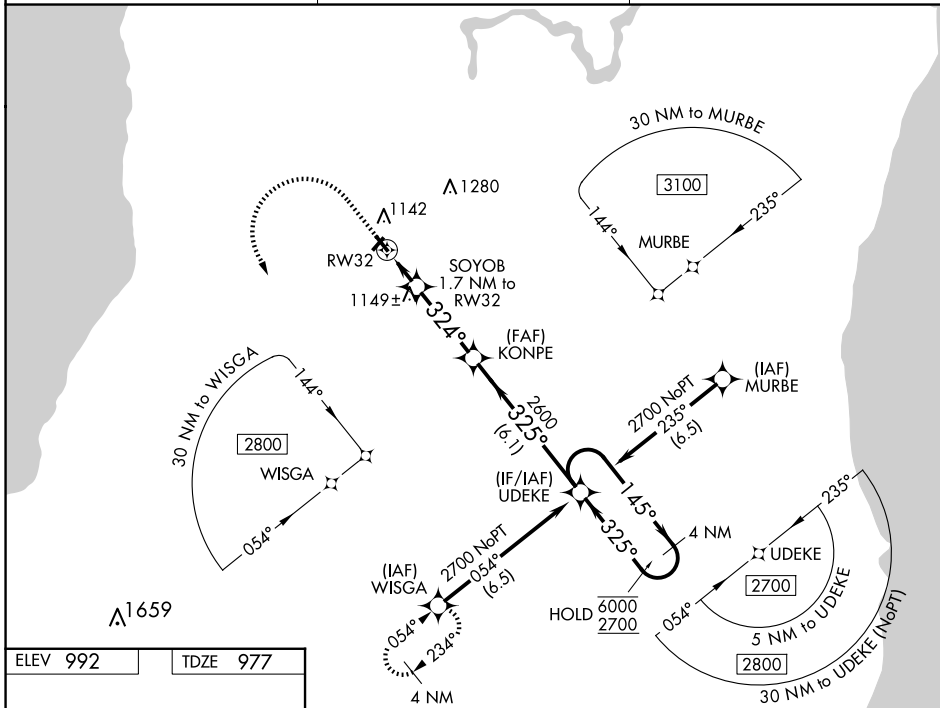 30 NM to MURBE
3100
144°
235°
MURBE
1280
1142
RW32
SOYOB
1.7 NM to
RW32
1149±
324°
(FAF)
KONPE
30 NM to WISGA
144°
2800
WISGA
054°
2600
325°
(6.1)
(IAF)
MURBE
2700 NoPT
235°
(6.5)
(IF/IAF)
UDEKE
145°
325°
4 NM
HOLD
6000
2700
2700 NoPT
054°
(6.5)
(IAF)
WISGA
054°
234°
4 NM
235°
UDEKE
2700
054°
5 NM to UDEKE
2800
30 NM to UDEKE (NoPT)
1659
ELEV 992
TDZE 977